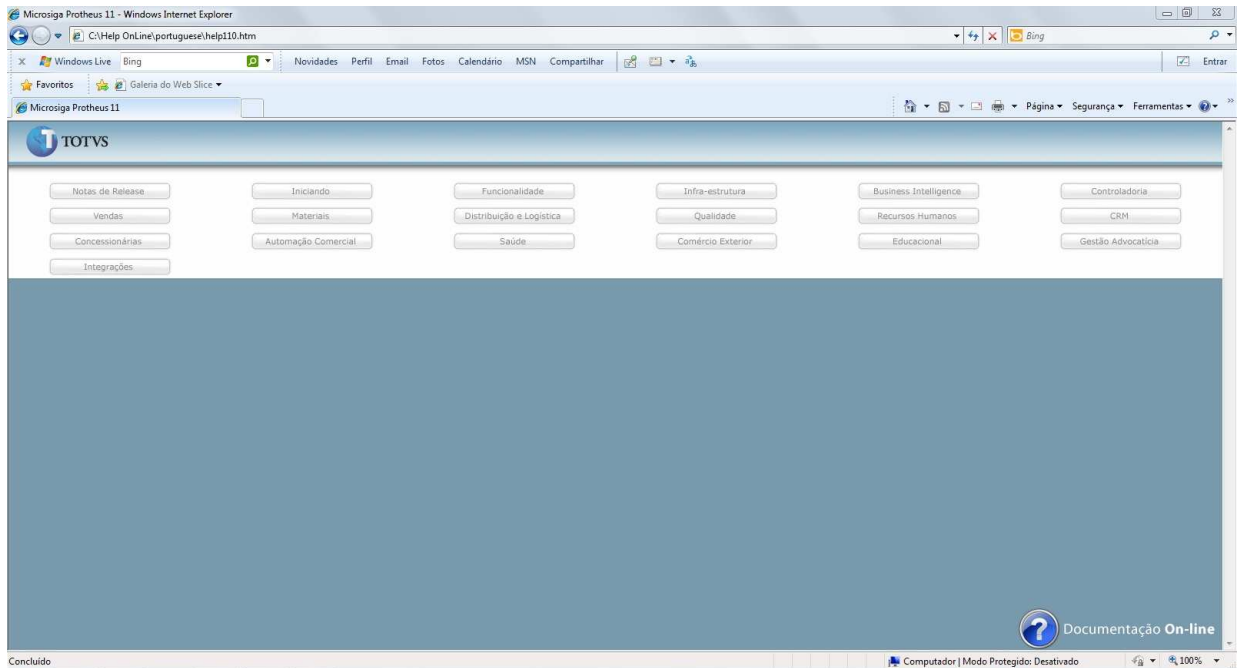 Microsiga Protheus 11 - Windows Internet Explorer
C:\Help OnLine\portuguese\help110.htm Bing
x Windows Live Bing Novidades Perfil Email Fotos Calendário MSN Compartilhar Entrar
Favoritos Galeria do Web Slice
Microsiga Protheus 11 Página Segurança Ferramentas
TOTVS
Notas de Release Iniciando Funcionalidade Infra-estrutura Business Intelligence Controladoria
Vendas Materiais Distribuição e Logística Qualidade Recursos Humanos CRM
Concessionárias Automação Comercial Saúde Comércio Exterior Educacional Gestão Advocatícia
Integrações
Documentação On-line
Concluído Computador | Modo Protegido: Desativado 100%